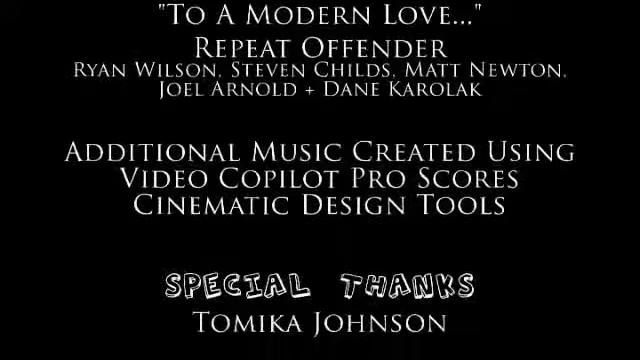 "To A Modern Love..."
Repeat Offender
Ryan Wilson, Steven Childs, Matt Newton,
Joel Arnold + Dane Karolak
Additional Music Created Using
Video Copilot Pro Scores
Cinematic Design Tools
SPECIAL THANKS
Tomika Johnson